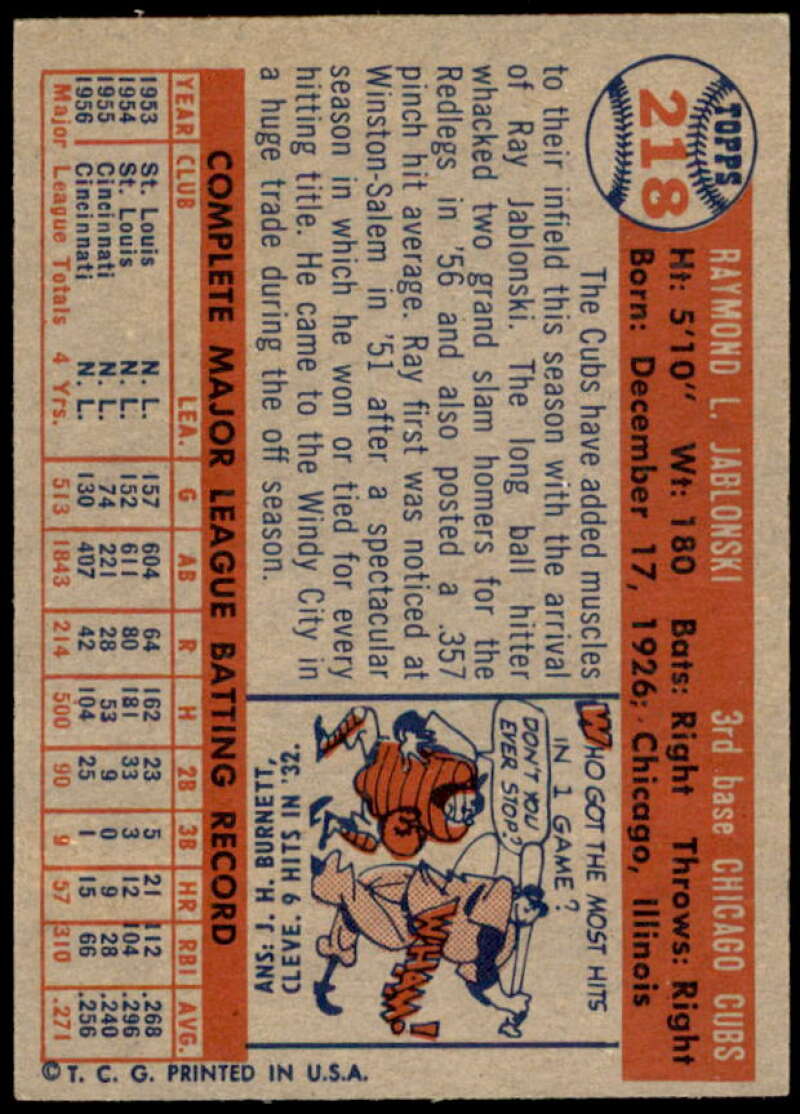 TOPPS
218
RAYMOND L. JABLONSKI 3rd base CHICAGO CUBS
Ht: 5'10" Wt: 180 Bats: Right Throws: Right
Born: December 17, 1926; Chicago, Illinois
The Cubs have added muscles
to their infield this season with the arrival
of Ray Jablonski. The long ball hitter
whacked two grand slam homers for the
Redlegs in '56 and also posted a .357
pinch hit average. Ray first was noticed at
Winston-Salem in '51 after a spectacular
season in which he won or tied for every
hitting title. He came to the Windy City in
a huge trade during the off season.
WHO GOT THE MOST HITS
IN 1 GAME?
DON'T YOU
EVER STOP?
WHAM!
ANS: J. H. BURNETT,
CLEVE. 9 HITS IN '32.
COMPLETE MAJOR LEAGUE BATTING RECORD
YEAR CLUB LEA. G AB R H 2B 3B HR RBI AVG.
1953 St. Louis N. L. 157 604 64 162 23 5 21 112 .268
1954 St. Louis N. L. 152 611 80 181 33 3 12 104 .296
1955 Cincinnati N. L. 74 221 28 53 9 0 9 28 .240
1956 Cincinnati N. L. 130 407 42 104 25 1 15 66 .256
Major League Totals 4 Yrs. 513 1843 214 500 90 9 57 310 .271
© T. C. G. PRINTED IN U.S.A.